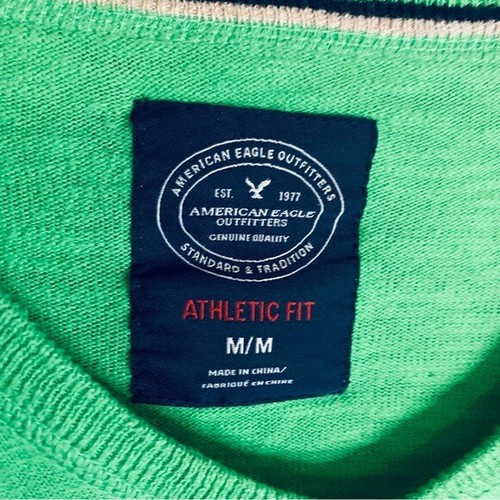 AMERICAN EAGLE OUTFITTERS
EST. 1977
AMERICAN EAGLE
OUTFITTERS
GENUINE QUALITY
STANDARD & TRADITION
ATHLETIC FIT
M/M
MADE IN CHINA/
FABRIQUÉ EN CHINE